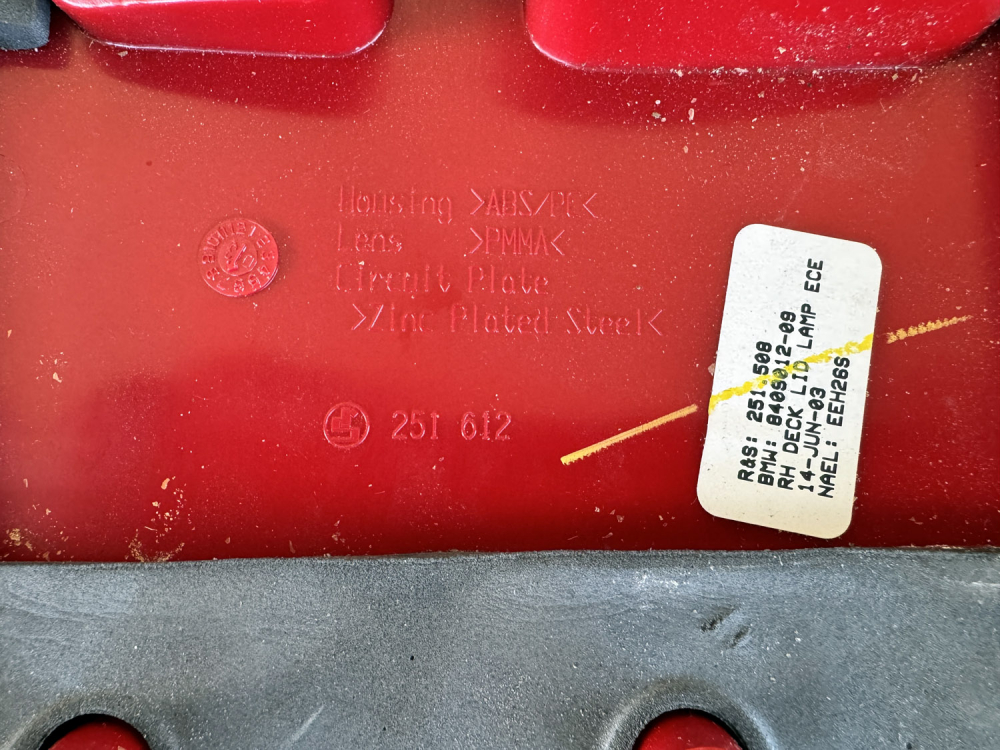 Housing >ABS/PC<
Lens >PMMA<
Circuit Plate
>Zinc Plated Steel<
251 612
R&S: 251.508
BMW: 8409012-09
RH DECK LID LAMP ECE
14-JUN-03
NAEL: EEH26S